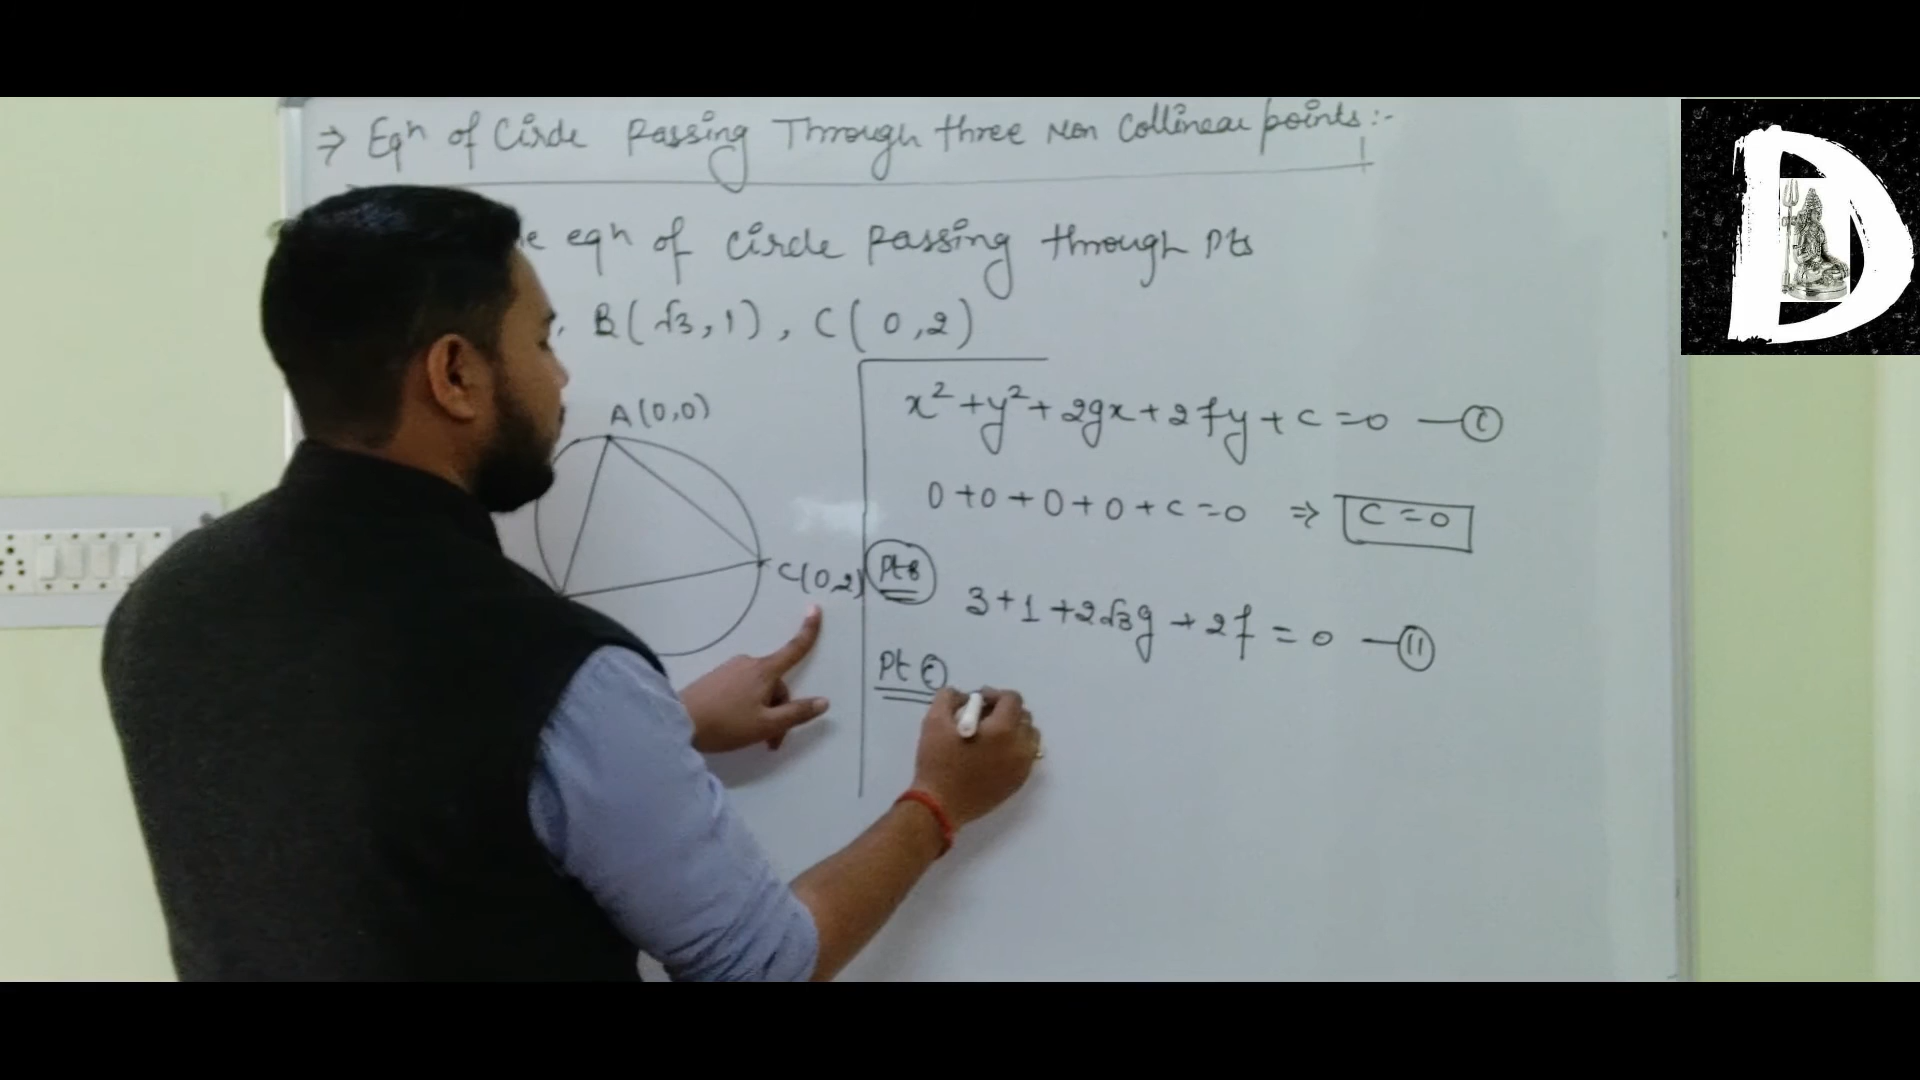 ⇒ Eqn of Circle Passing Through three Non Collinear points :-
e eqn of circle passing through Pts
, B(√3,1), C(0,2)
A(0,0)
C(0,2)
x²+y²+2gx+2fy+c=0 —(I)
0+0+0+0+c=0 ⇒ C=0
Pt B 3+1+2√3g+2f=0 —(II)
Pt C
D